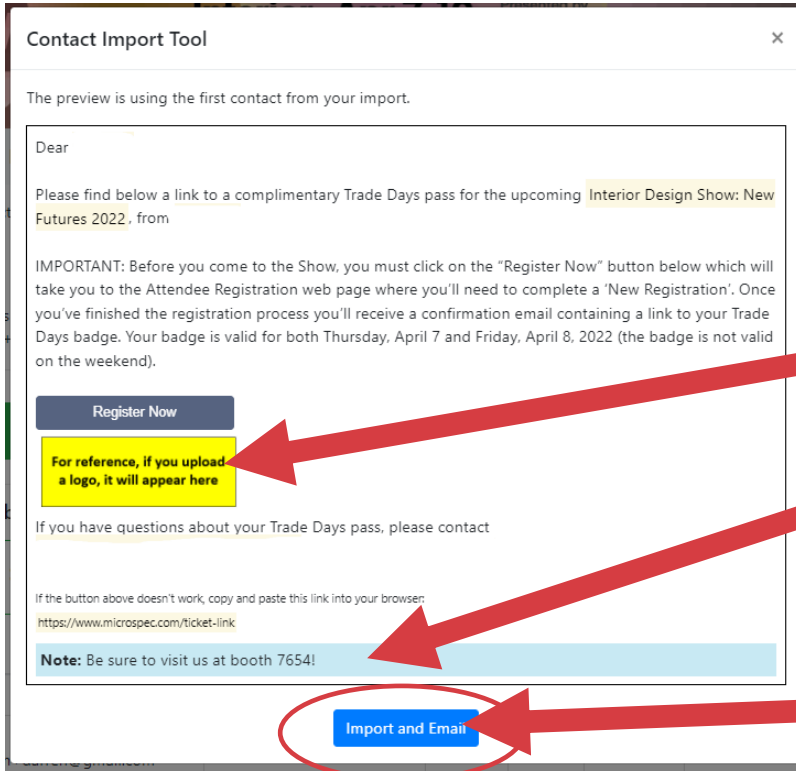 Contact Import Tool
×
The preview is using the first contact from your import.
Dear
Please find below a link to a complimentary Trade Days pass for the upcoming Interior Design Show: New
Futures 2022, from
IMPORTANT: Before you come to the Show, you must click on the “Register Now” button below which will
take you to the Attendee Registration web page where you’ll need to complete a ‘New Registration’. Once
you’ve finished the registration process you’ll receive a confirmation email containing a link to your Trade
Days badge. Your badge is valid for both Thursday, April 7 and Friday, April 8, 2022 (the badge is not valid
on the weekend).
Register Now
For reference, if you upload
a logo, it will appear here
If you have questions about your Trade Days pass, please contact
If the button above doesn't work, copy and paste this link into your browser:
https://www.microspec.com/ticket-link
Note: Be sure to visit us at booth 7654!
Import and Email